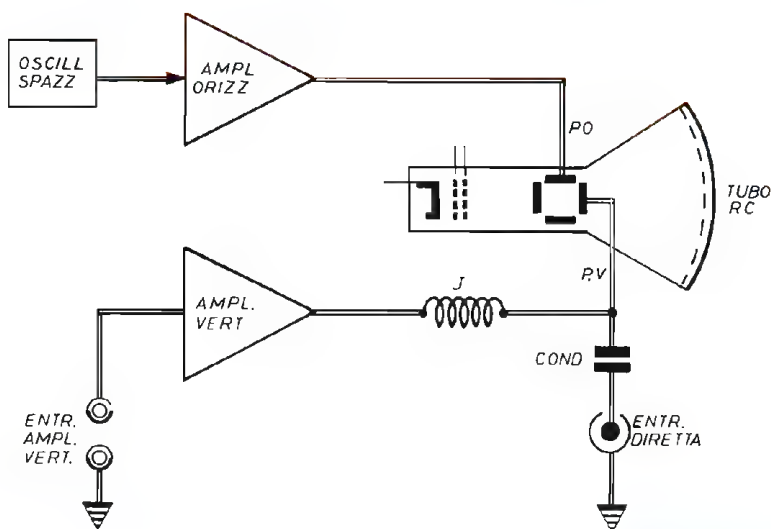 OSCILL
SPAZZ
AMPL
ORIZZ
PO
TUBO
RC
P.V
AMPL.
VERT
J
COND
ENTR.
AMPL.
VERT.
ENTR.
DIRETTA